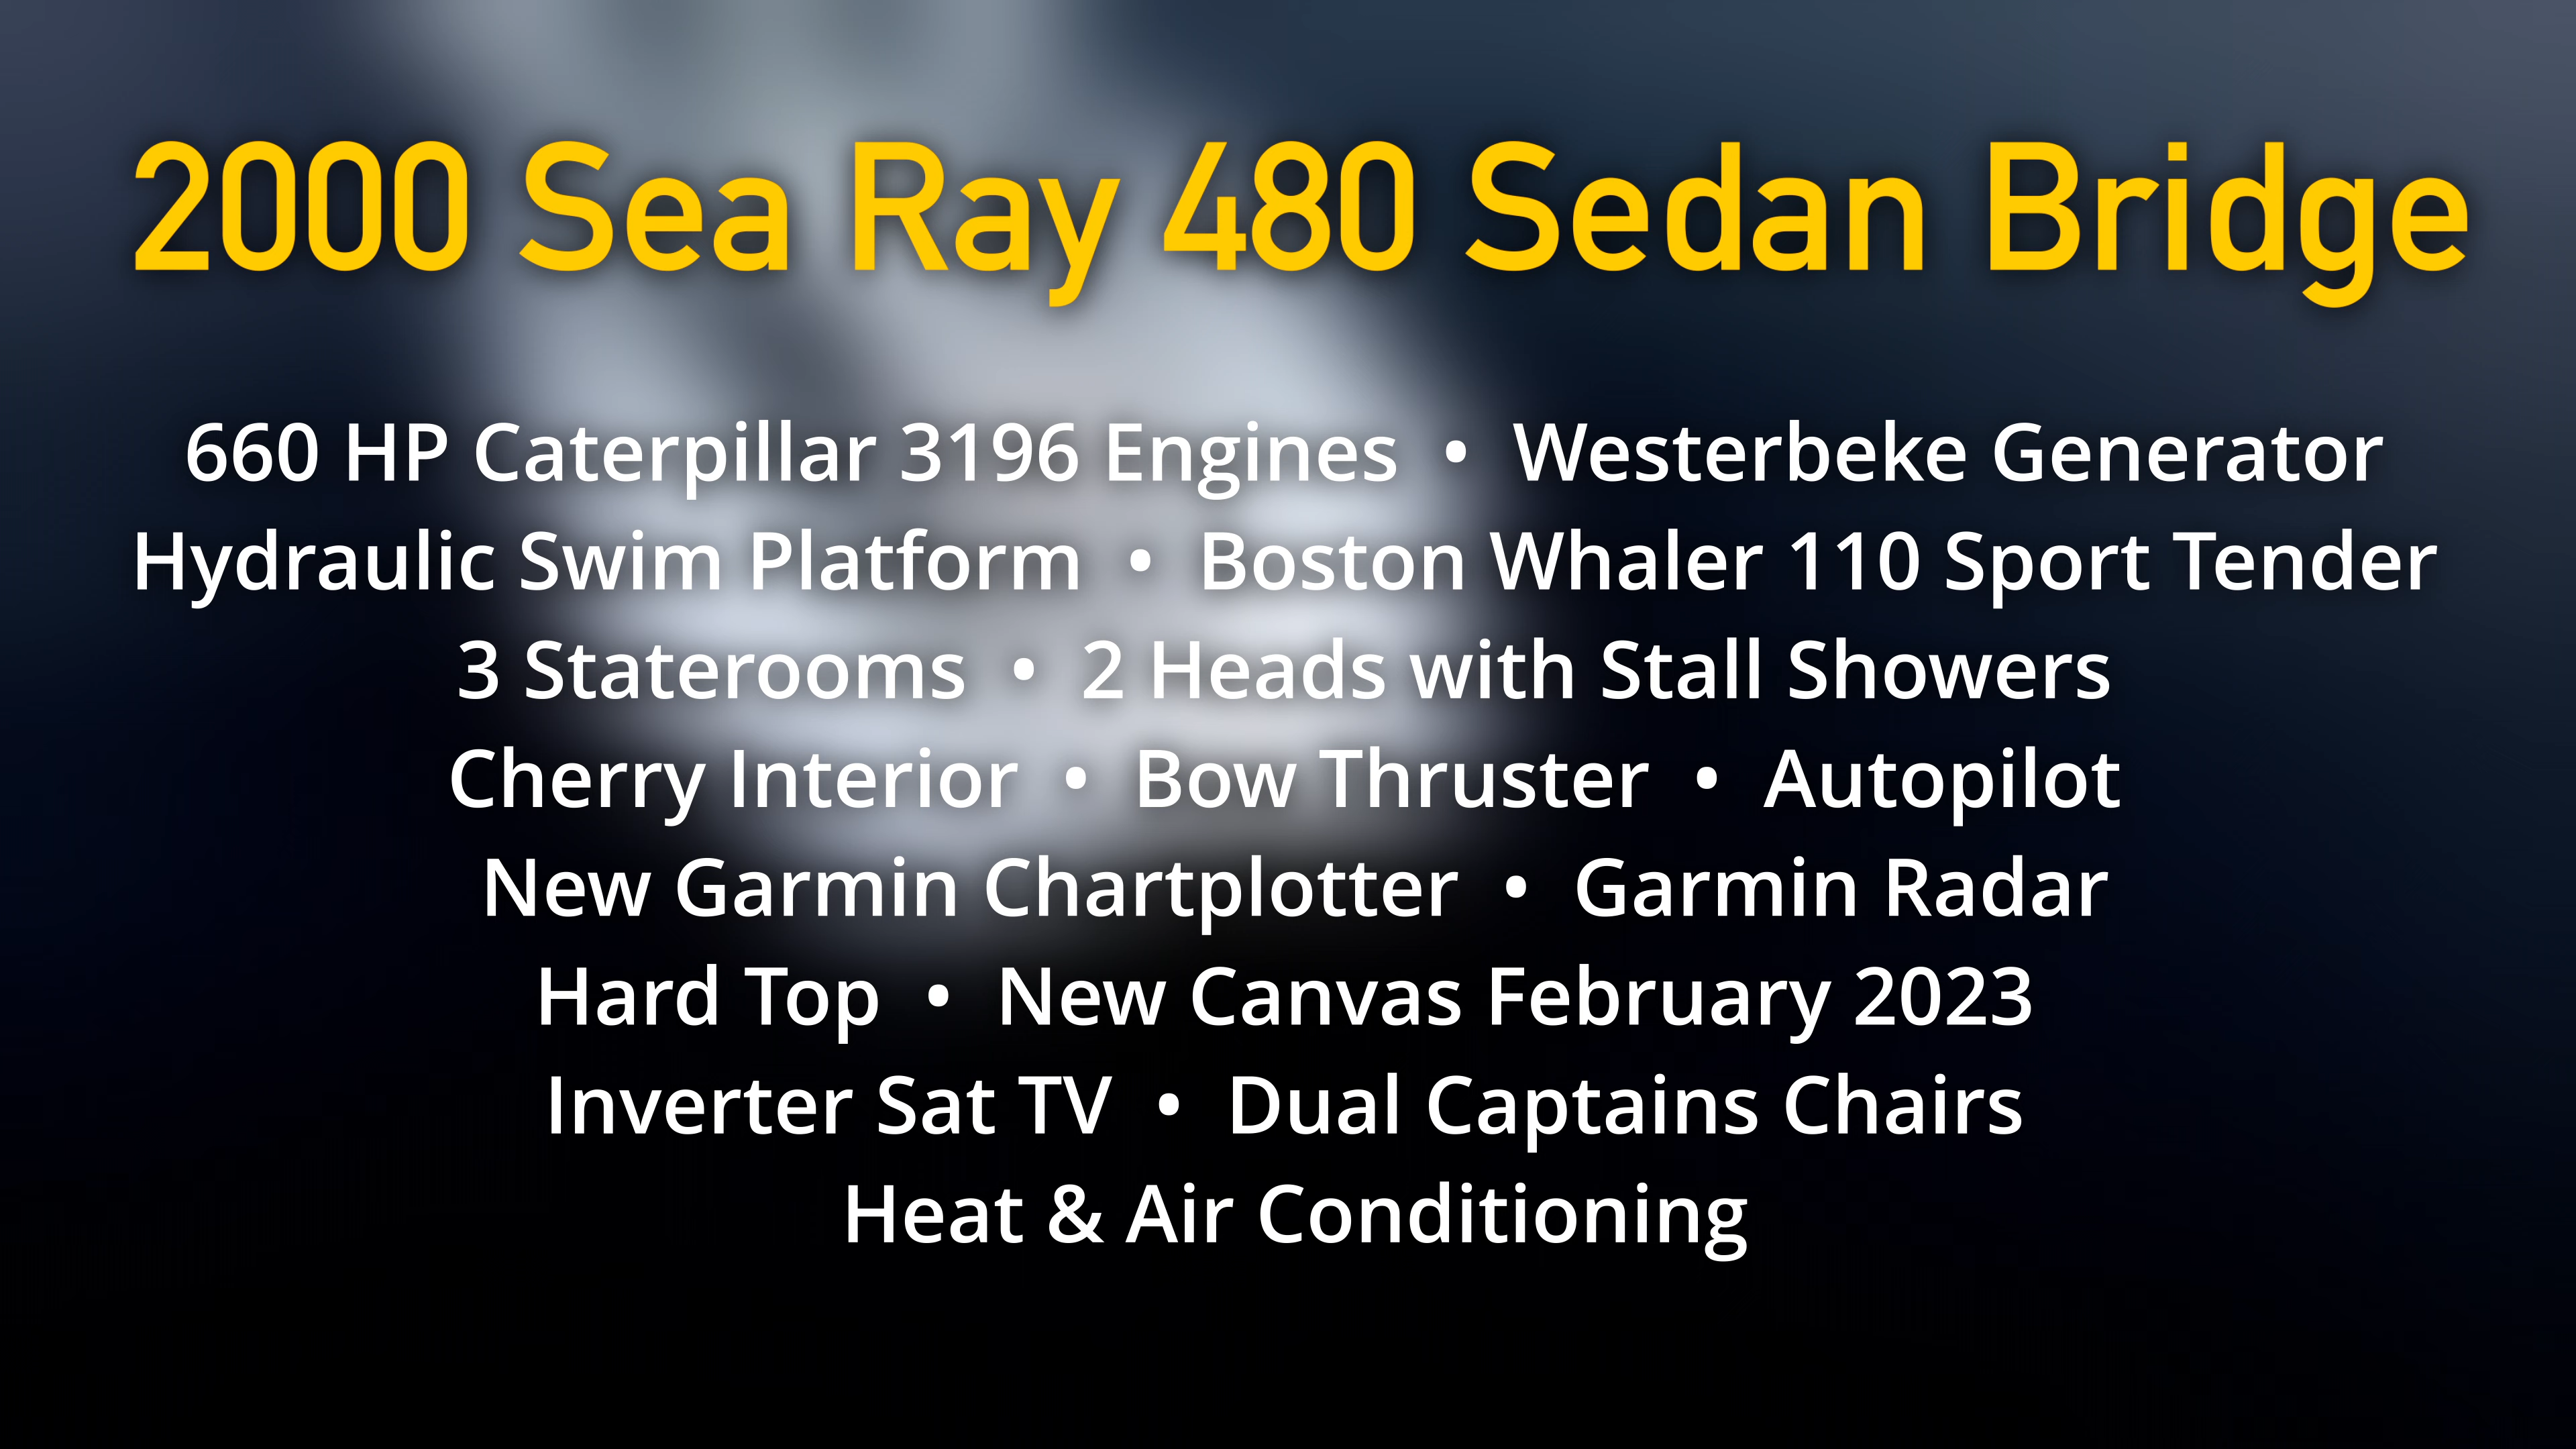 2000 Sea Ray 480 Sedan Bridge
660 HP Caterpillar 3196 Engines • Westerbeke Generator
Hydraulic Swim Platform • Boston Whaler 110 Sport Tender
3 Staterooms • 2 Heads with Stall Showers
Cherry Interior • Bow Thruster • Autopilot
New Garmin Chartplotter • Garmin Radar
Hard Top • New Canvas February 2023
Inverter Sat TV • Dual Captains Chairs
Heat & Air Conditioning